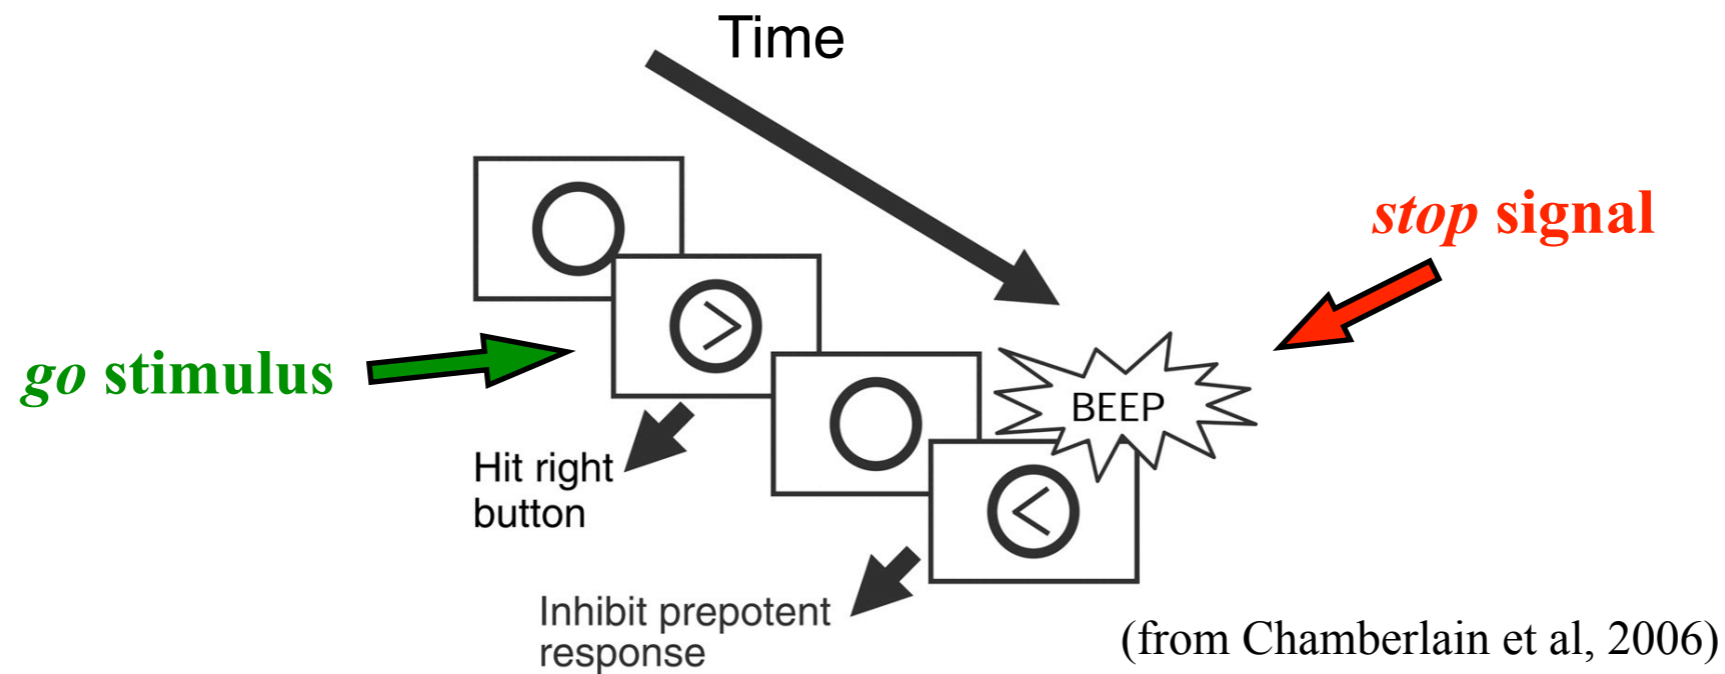 Time
stop signal
go stimulus
BEEP
Hit right
button
Inhibit prepotent
response
(from Chamberlain et al, 2006)